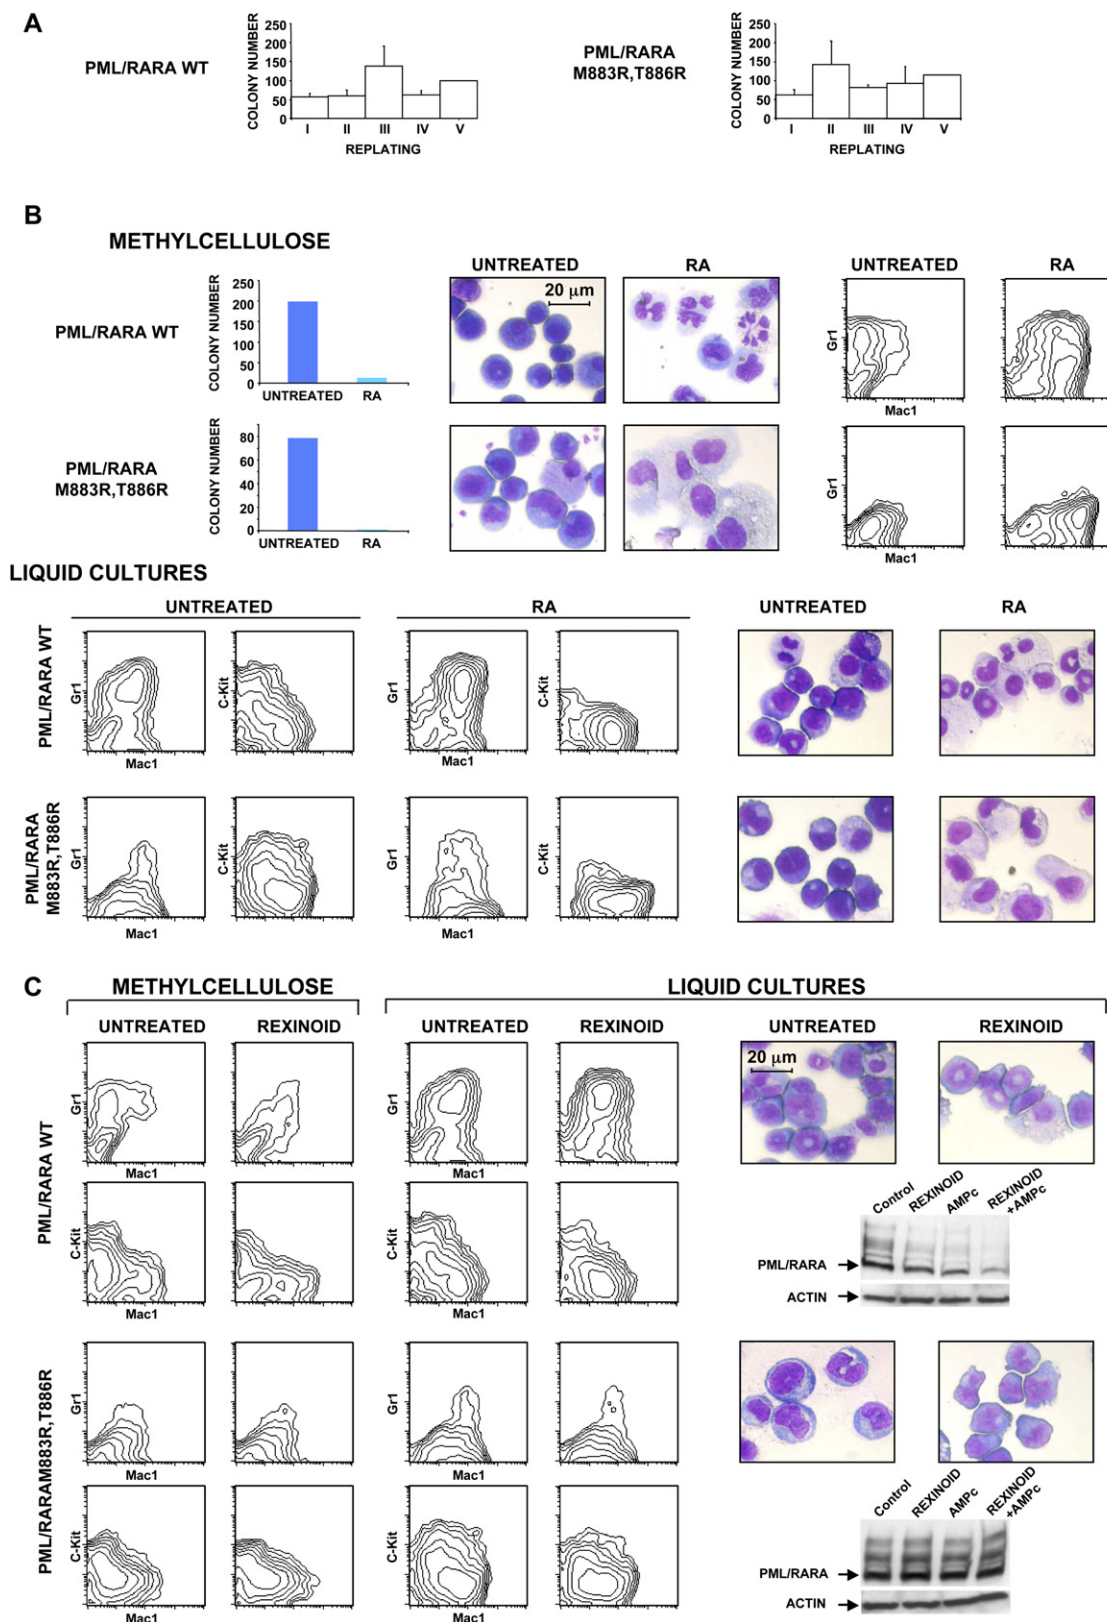 A
PML/RARA WT
COLONY NUMBER
250
200
150
100
50
0
I II III IV V
REPLATING
PML/RARA
M883R,T886R
COLONY NUMBER
250
200
150
100
50
0
I II III IV V
REPLATING
B
METHYLCELLULOSE
PML/RARA WT
COLONY NUMBER
250
200
150
100
50
0
UNTREATED RA
UNTREATED RA
20 μm
UNTREATED RA
Gr1
Mac1
PML/RARA
M883R,T886R
COLONY NUMBER
80
60
40
20
0
UNTREATED RA
Gr1
Mac1
LIQUID CULTURES
UNTREATED RA UNTREATED RA
PML/RARA WT
Gr1
C-Kit
Gr1
C-Kit
Mac1 Mac1
PML/RARA
M883R,T886R
Gr1
C-Kit
Gr1
C-Kit
Mac1 Mac1
C
METHYLCELLULOSE LIQUID CULTURES
UNTREATED REXINOID UNTREATED REXINOID UNTREATED REXINOID
20 μm
PML/RARA WT
Gr1
Mac1
Gr1
Mac1
C-Kit
Mac1
C-Kit
Mac1
Control REXINOID AMPc REXINOID
+AMPc
PML/RARA
ACTIN
PML/RARAM883R,T886R
Gr1
Mac1
Gr1
Mac1
C-Kit
Mac1
C-Kit
Mac1
Control REXINOID AMPc REXINOID
+AMPc
PML/RARA
ACTIN